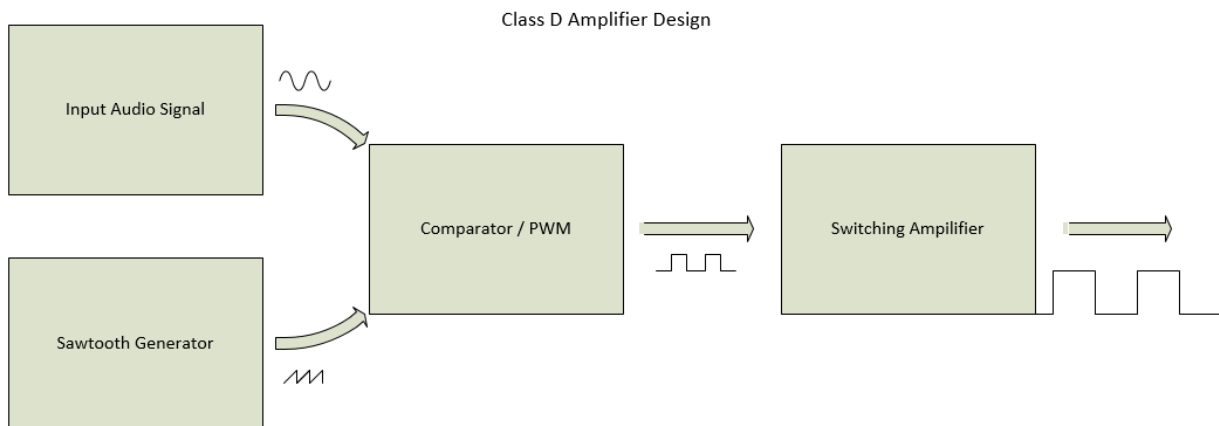 Class D Amplifier Design
Input Audio Signal
Comparator / PWM
Switching Ampilifier
Sawtooth Generator